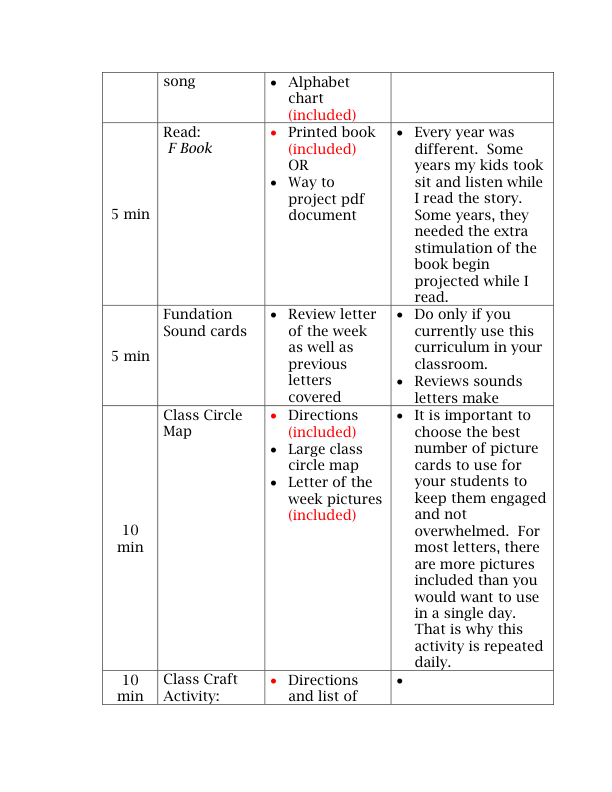 song
• Alphabet
chart
(included)
5 min
Read:
F Book
• Printed book
(included)
OR
• Way to
project pdf
document
• Every year was
different.  Some
years my kids took
sit and listen while
I read the story.
Some years, they
needed the extra
stimulation of the
book begin
projected while I
read.
5 min
Fundation
Sound cards
• Review letter
of the week
as well as
previous
letters
covered
• Do only if you
currently use this
curriculum in your
classroom.
• Reviews sounds
letters make
10
min
Class Circle
Map
• Directions
(included)
• Large class
circle map
• Letter of the
week pictures
(included)
• It is important to
choose the best
number of picture
cards to use for
your students to
keep them engaged
and not
overwhelmed.  For
most letters, there
are more pictures
included than you
would want to use
in a single day.
That is why this
activity is repeated
daily.
10
min
Class Craft
Activity:
• Directions
and list of
•